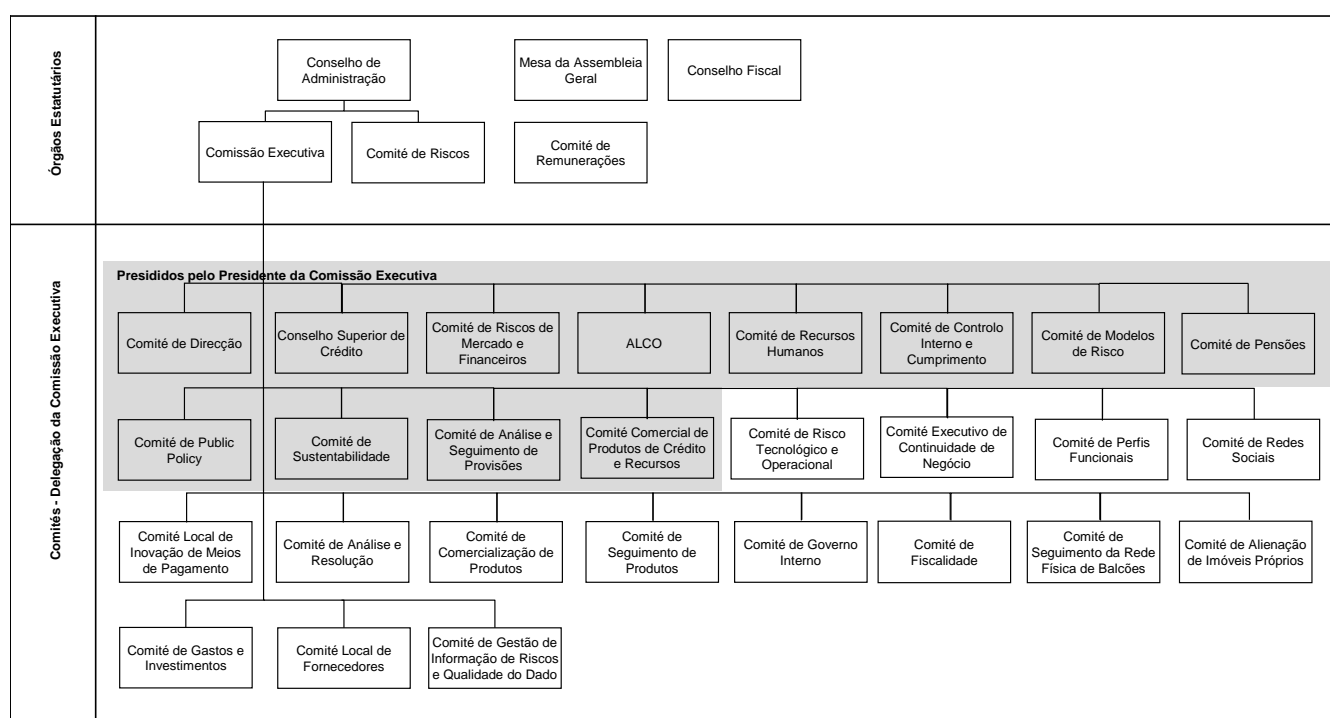 Órgãos Estatutários
Conselho de
Administração
Mesa da Assembleia
Geral
Conselho Fiscal
Comissão Executiva
Comité de Riscos
Comité de
Remunerações
Comités - Delegação da Comissão Executiva
Presididos pelo Presidente da Comissão Executiva
Comité de Direcção
Conselho Superior de
Crédito
Comité de Riscos de
Mercado e
Financeiros
ALCO
Comité de Recursos
Humanos
Comité de Controlo
Interno e
Cumprimento
Comité de Modelos
de Risco
Comité de Pensões
Comité de Public
Policy
Comité de
Sustentabilidade
Comité de Análise e
Seguimento de
Provisões
Comité Comercial de
Produtos de Crédito
e Recursos
Comité de Risco
Tecnológico e
Operacional
Comité Executivo de
Continuidade de
Negócio
Comité de Perfis
Funcionais
Comité de Redes
Sociais
Comité Local de
Inovação de Meios
de Pagamento
Comité de Análise e
Resolução
Comité de
Comercialização de
Produtos
Comité de
Seguimento de
Produtos
Comité de Governo
Interno
Comité de
Fiscalidade
Comité de
Seguimento da Rede
Física de Balcões
Comité de Alienação
de Imóveis Próprios
Comité de Gastos e
Investimentos
Comité Local de
Fornecedores
Comité de Gestão de
Informação de Riscos
e Qualidade do Dado